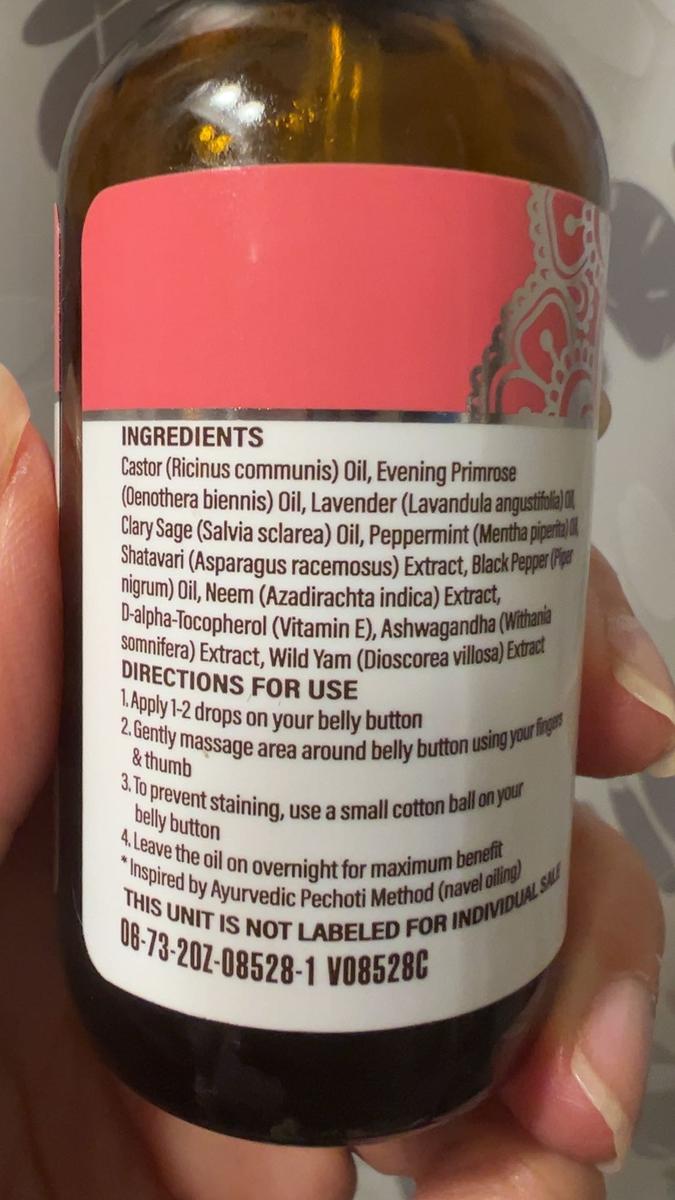 INGREDIENTS
Castor (Ricinus communis) Oil, Evening Primrose
(Oenothera biennis) Oil, Lavender (Lavandula angustifolia) Oil,
Clary Sage (Salvia sclarea) Oil, Peppermint (Mentha piperita) Oil,
Shatavari (Asparagus racemosus) Extract, Black Pepper (Piper
nigrum) Oil, Neem (Azadirachta indica) Extract,
D-alpha-Tocopherol (Vitamin E), Ashwagandha (Withania
somnifera) Extract, Wild Yam (Dioscorea villosa) Extract
DIRECTIONS FOR USE
1. Apply 1-2 drops on your belly button
2. Gently massage area around belly button using your fingers
& thumb
3. To prevent staining, use a small cotton ball on your
belly button
4. Leave the oil on overnight for maximum benefit
* Inspired by Ayurvedic Pechoti Method (navel oiling)
THIS UNIT IS NOT LABELED FOR INDIVIDUAL SALE
06-73-2OZ-08528-1 V08528C